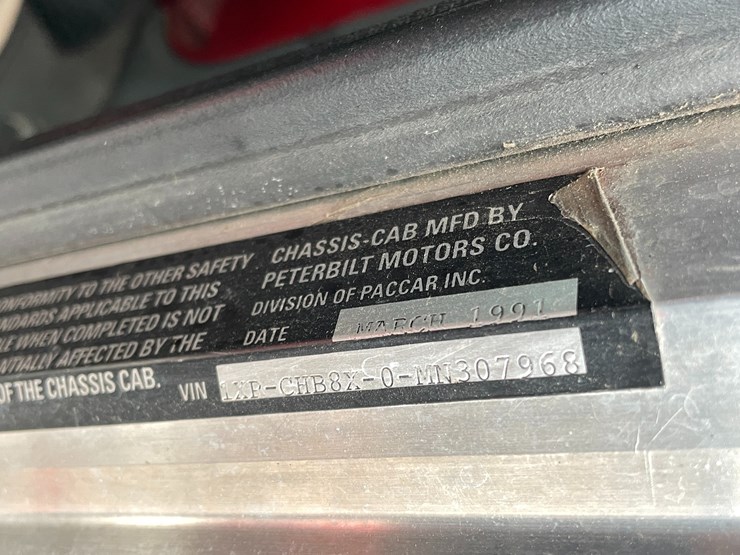 ONFORMITY TO THE OTHER SAFETY
NDARDS APPLICABLE TO THIS
LE WHEN COMPLETED IS NOT
NTIALLY AFFECTED BY THE
OF THE CHASSIS CAB.
CHASSIS-CAB MFD BY
PETERBILT MOTORS CO.
DIVISION OF PACCAR INC.
DATE MARCH 1991
VIN 1XP-CHB8X-0-MN307968